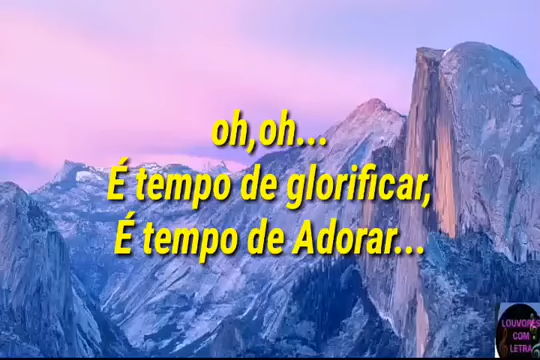 oh,oh...
É tempo de glorificar,
É tempo de Adorar...
LOUVORES
COM
LETRA